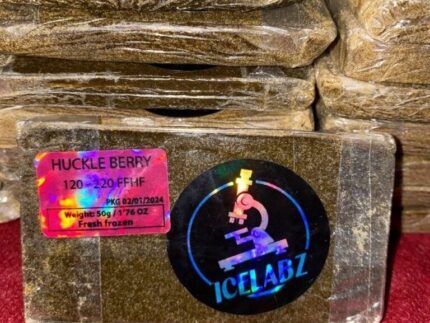 HUCKLE BERRY
120 - 220 FFHF
PKG 02/01/2024
Weight: 50g / 1'76 OZ
Fresh frozen
ICELABZ